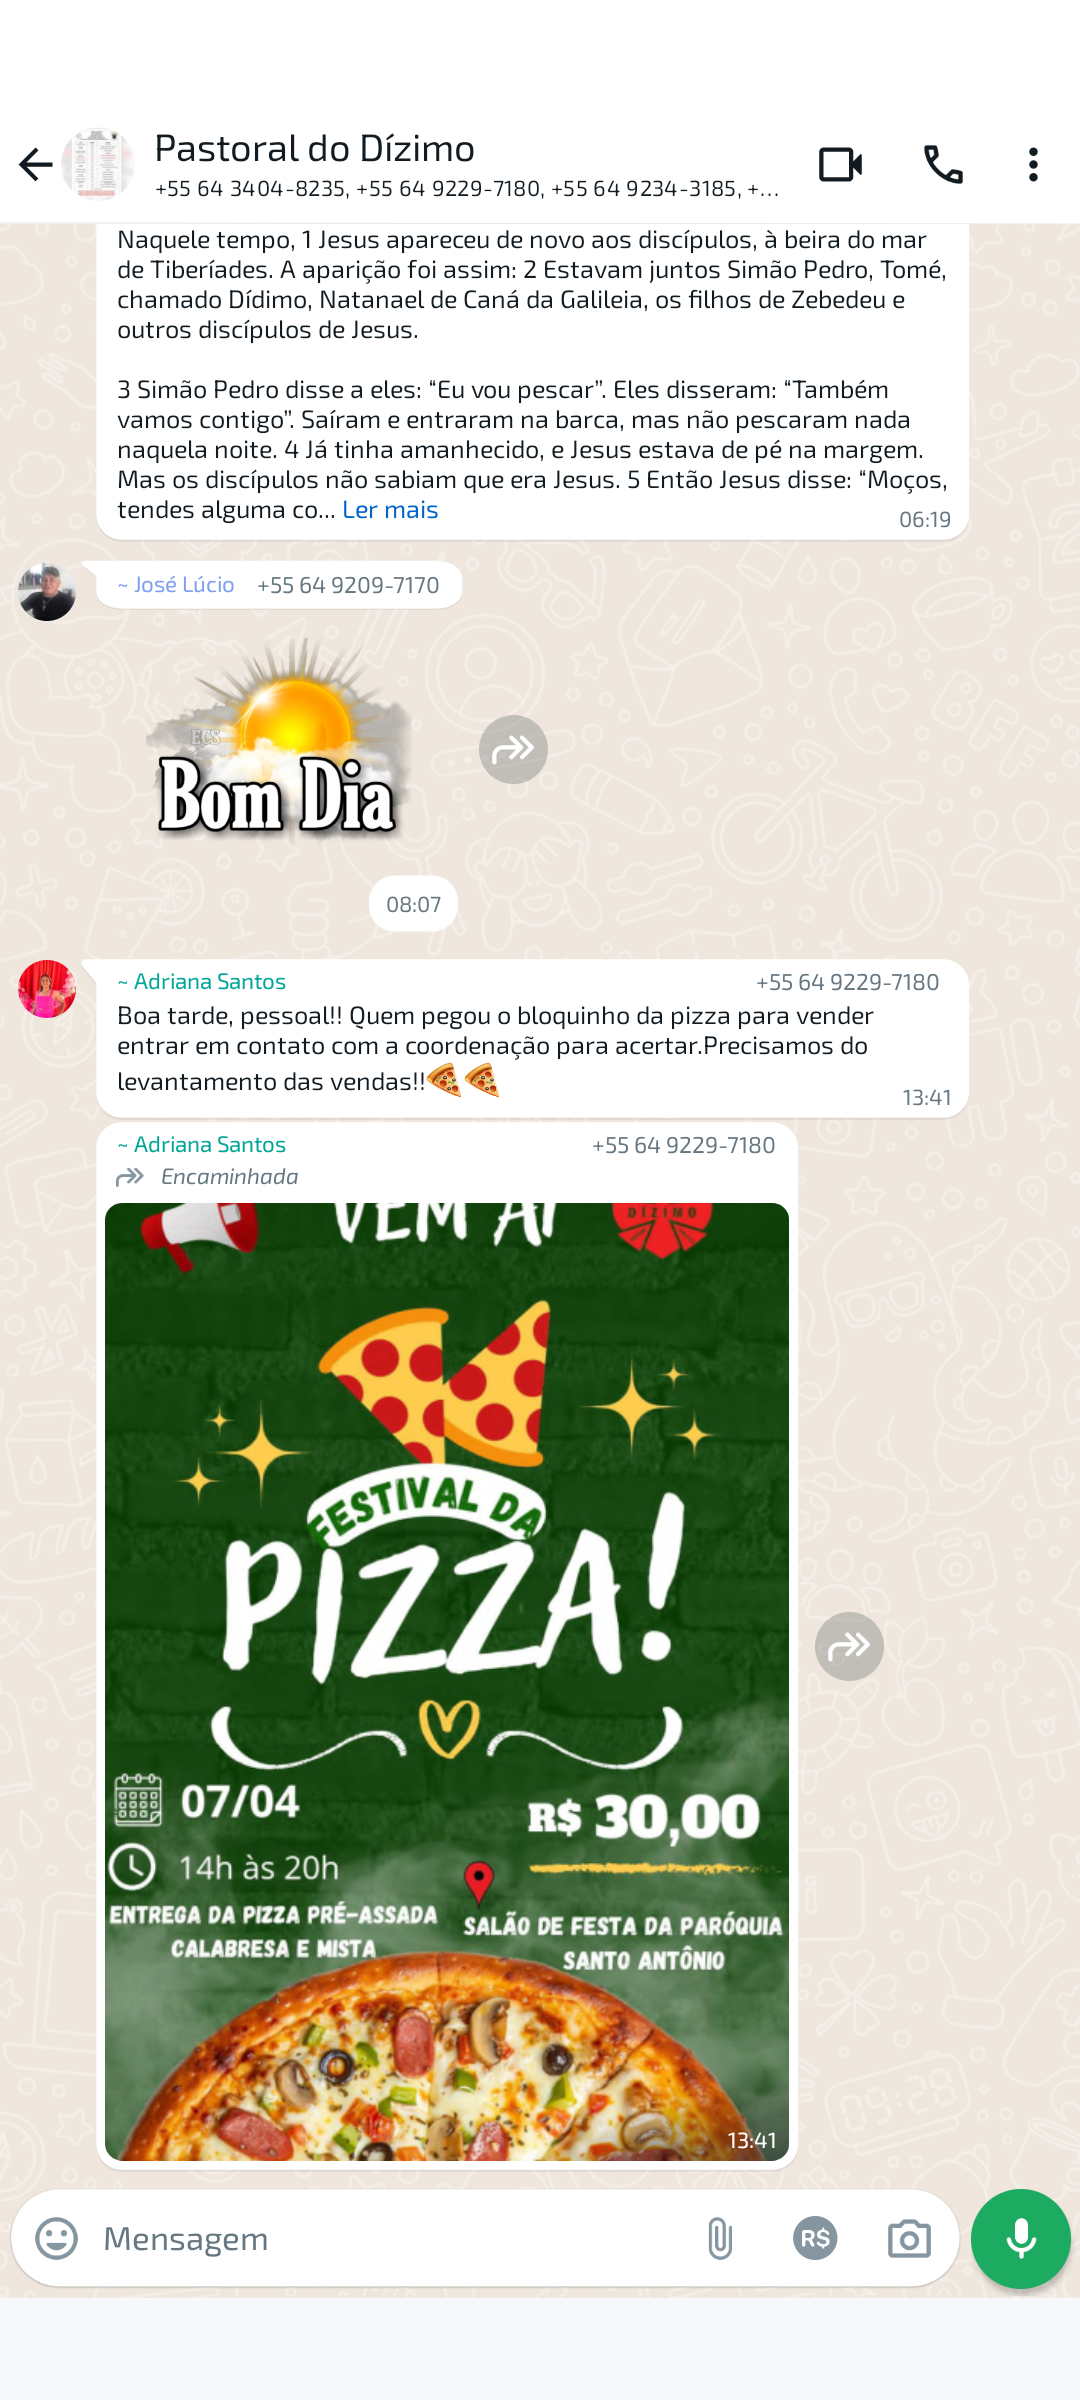 Pastoral do Dízimo
+55 64 3404-8235, +55 64 9229-7180, +55 64 9234-3185, +...
Naquele tempo, 1 Jesus apareceu de novo aos discípulos, à beira do mar
de Tiberíades. A aparição foi assim: 2 Estavam juntos Simão Pedro, Tomé,
chamado Dídimo, Natanael de Caná da Galileia, os filhos de Zebedeu e
outros discípulos de Jesus.
3 Simão Pedro disse a eles: “Eu vou pescar”. Eles disseram: “Também
vamos contigo”. Saíram e entraram na barca, mas não pescaram nada
naquela noite. 4 Já tinha amanhecido, e Jesus estava de pé na margem.
Mas os discípulos não sabiam que era Jesus. 5 Então Jesus disse: “Moços,
tendes alguma co... Ler mais
06:19
~ José Lúcio +55 64 9209-7170
ECS
Bom Dia
08:07
~ Adriana Santos +55 64 9229-7180
Boa tarde, pessoal!! Quem pegou o bloquinho da pizza para vender
entrar em contato com a coordenação para acertar.Precisamos do
levantamento das vendas!!🍕🍕
13:41
~ Adriana Santos +55 64 9229-7180
Encaminhada
VEM AI
DÍZIMO
FESTIVAL DA
PIZZA!
07/04
R$ 30,00
14h às 20h
ENTREGA DA PIZZA PRÉ-ASSADA
CALABRESA E MISTA
SALÃO DE FESTA DA PARÓQUIA
SANTO ANTÔNIO
13:41
Mensagem
R$